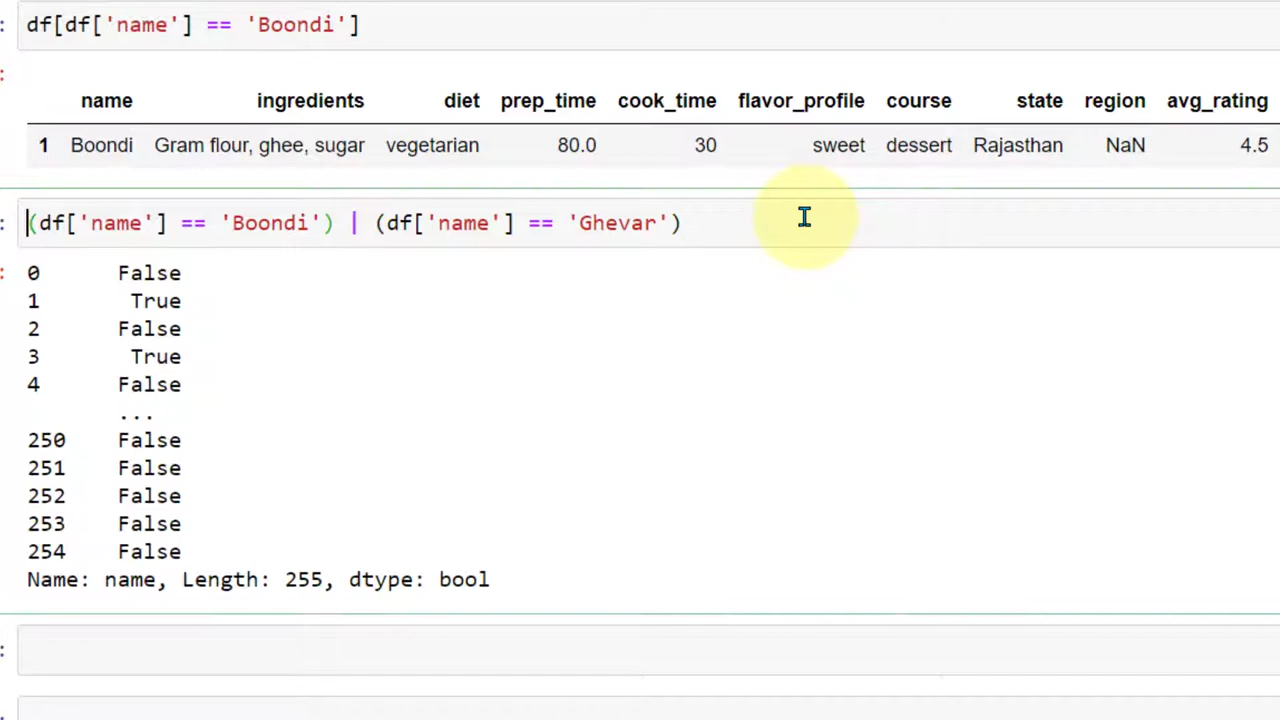 : df[df['name'] == 'Boondi']
:
name ingredients diet prep_time cook_time flavor_profile course state region avg_rating
1 Boondi Gram flour, ghee, sugar vegetarian 80.0 30 sweet dessert Rajasthan NaN 4.5
: (df['name'] == 'Boondi') | (df['name'] == 'Ghevar')
: 0 False
1 True
2 False
3 True
4 False
...
250 False
251 False
252 False
253 False
254 False
Name: name, Length: 255, dtype: bool
:
: